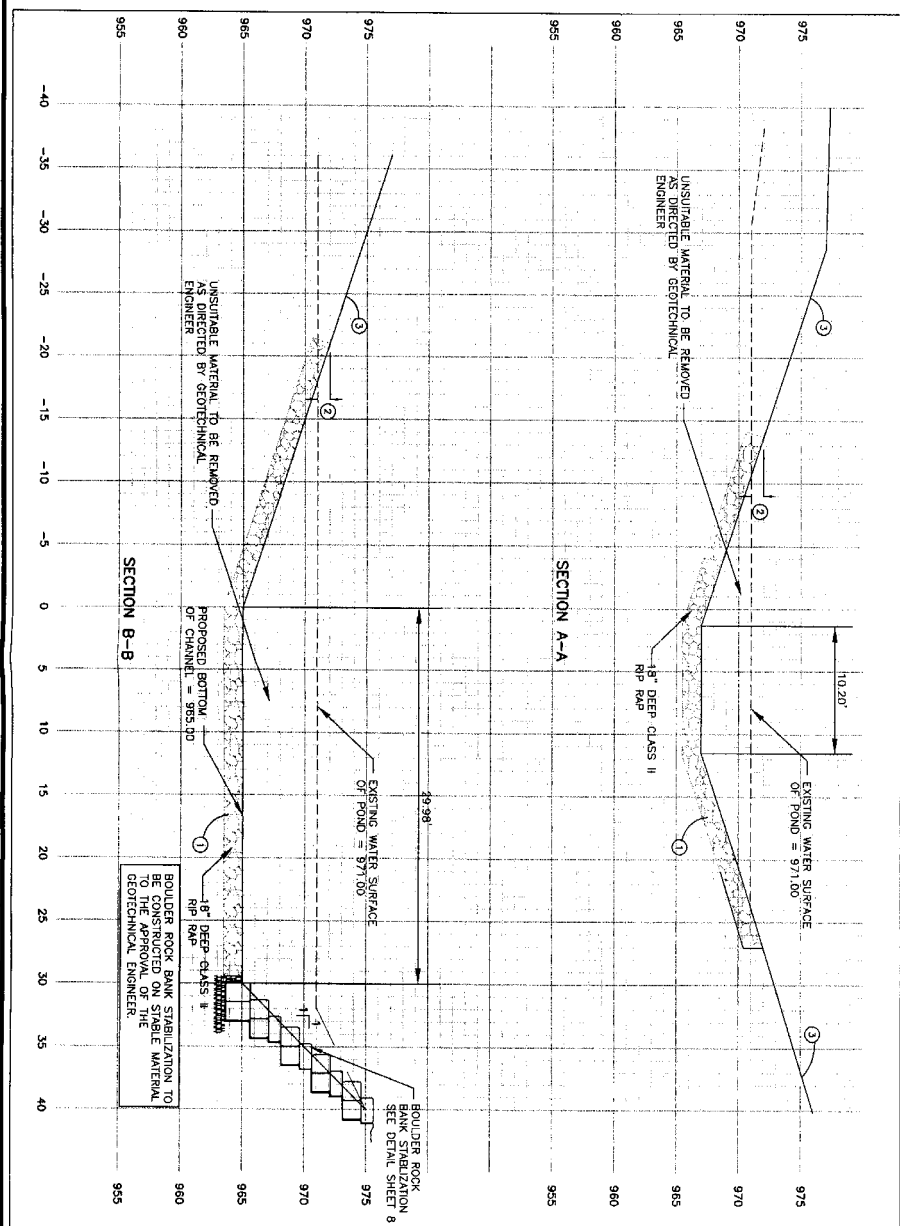 975
970
965
975
970
965
960
955
UNSUITABLE MATERIAL TO BE REMOVED
AS DIRECTED BY GEOTECHNICAL
ENGINEER
3
2
10.20'
EXISTING WATER SURFACE
OF POND = 971.00
18" DEEP CLASS II
RIP RAP
1
3
975
970
965
SECTION A-A
UNSUITABLE MATERIAL TO BE REMOVED
AS DIRECTED BY GEOTECHNICAL
ENGINEER
3
2
29.98'
EXISTING WATER SURFACE
OF POND = 971.00
PROPOSED BOTTOM
OF CHANNEL = 965.00
1
18" DEEP CLASS II
RIP RAP
1
1
BOULDER ROCK
BANK STABLIZATION
SEE DETAIL SHEET 8
BOULDER ROCK BANK STABILIZATION TO
BE CONSTRUCTED ON STABLE MATERIAL
TO THE APPROVAL OF THE
GEOTECHNICAL ENGINEER.
975
970
965
960
955
SECTION B-B
-40
-35
-30
-25
-20
-15
-10
-5
0
5
10
15
20
25
30
35
40